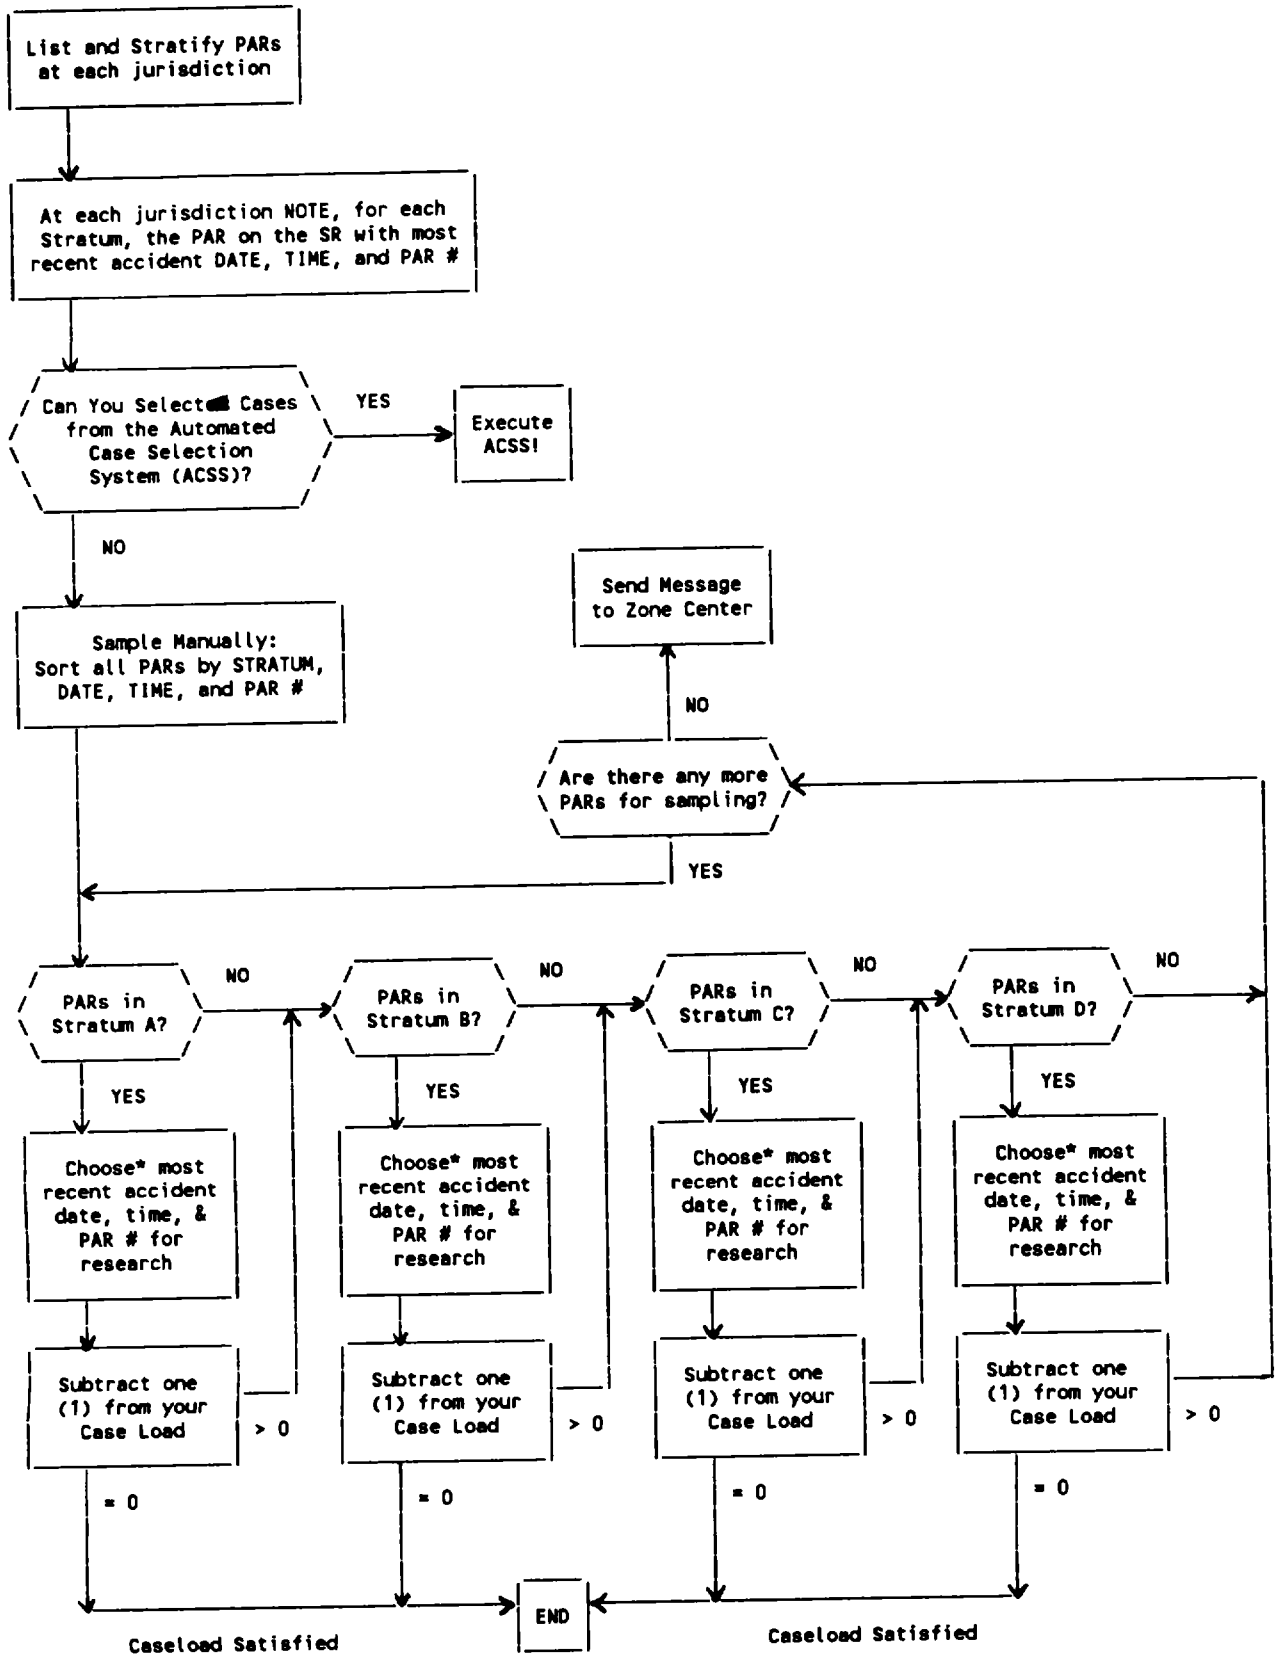 List and Stratify PARs
at each jurisdiction
At each jurisdiction NOTE, for each
Stratum, the PAR on the SR with most
recent accident DATE, TIME, and PAR #
Can You Select Cases
from the Automated
Case Selection
System (ACSS)?
YES
Execute
ACSS!
NO
Send Message
to Zone Center
Sample Manually:
Sort all PARs by STRATUM,
DATE, TIME, and PAR #
NO
Are there any more
PARs for sampling?
YES
PARs in
Stratum A?
NO
PARs in
Stratum B?
NO
PARs in
Stratum C?
NO
PARs in
Stratum D?
NO
YES
YES
YES
YES
Choose* most
recent accident
date, time, &
PAR # for
research
Choose* most
recent accident
date, time, &
PAR # for
research
Choose* most
recent accident
date, time, &
PAR # for
research
Choose* most
recent accident
date, time, &
PAR # for
research
Subtract one
(1) from your
Case Load
> 0
Subtract one
(1) from your
Case Load
> 0
Subtract one
(1) from your
Case Load
> 0
Subtract one
(1) from your
Case Load
> 0
= 0
= 0
= 0
= 0
END
Caseload Satisfied
Caseload Satisfied